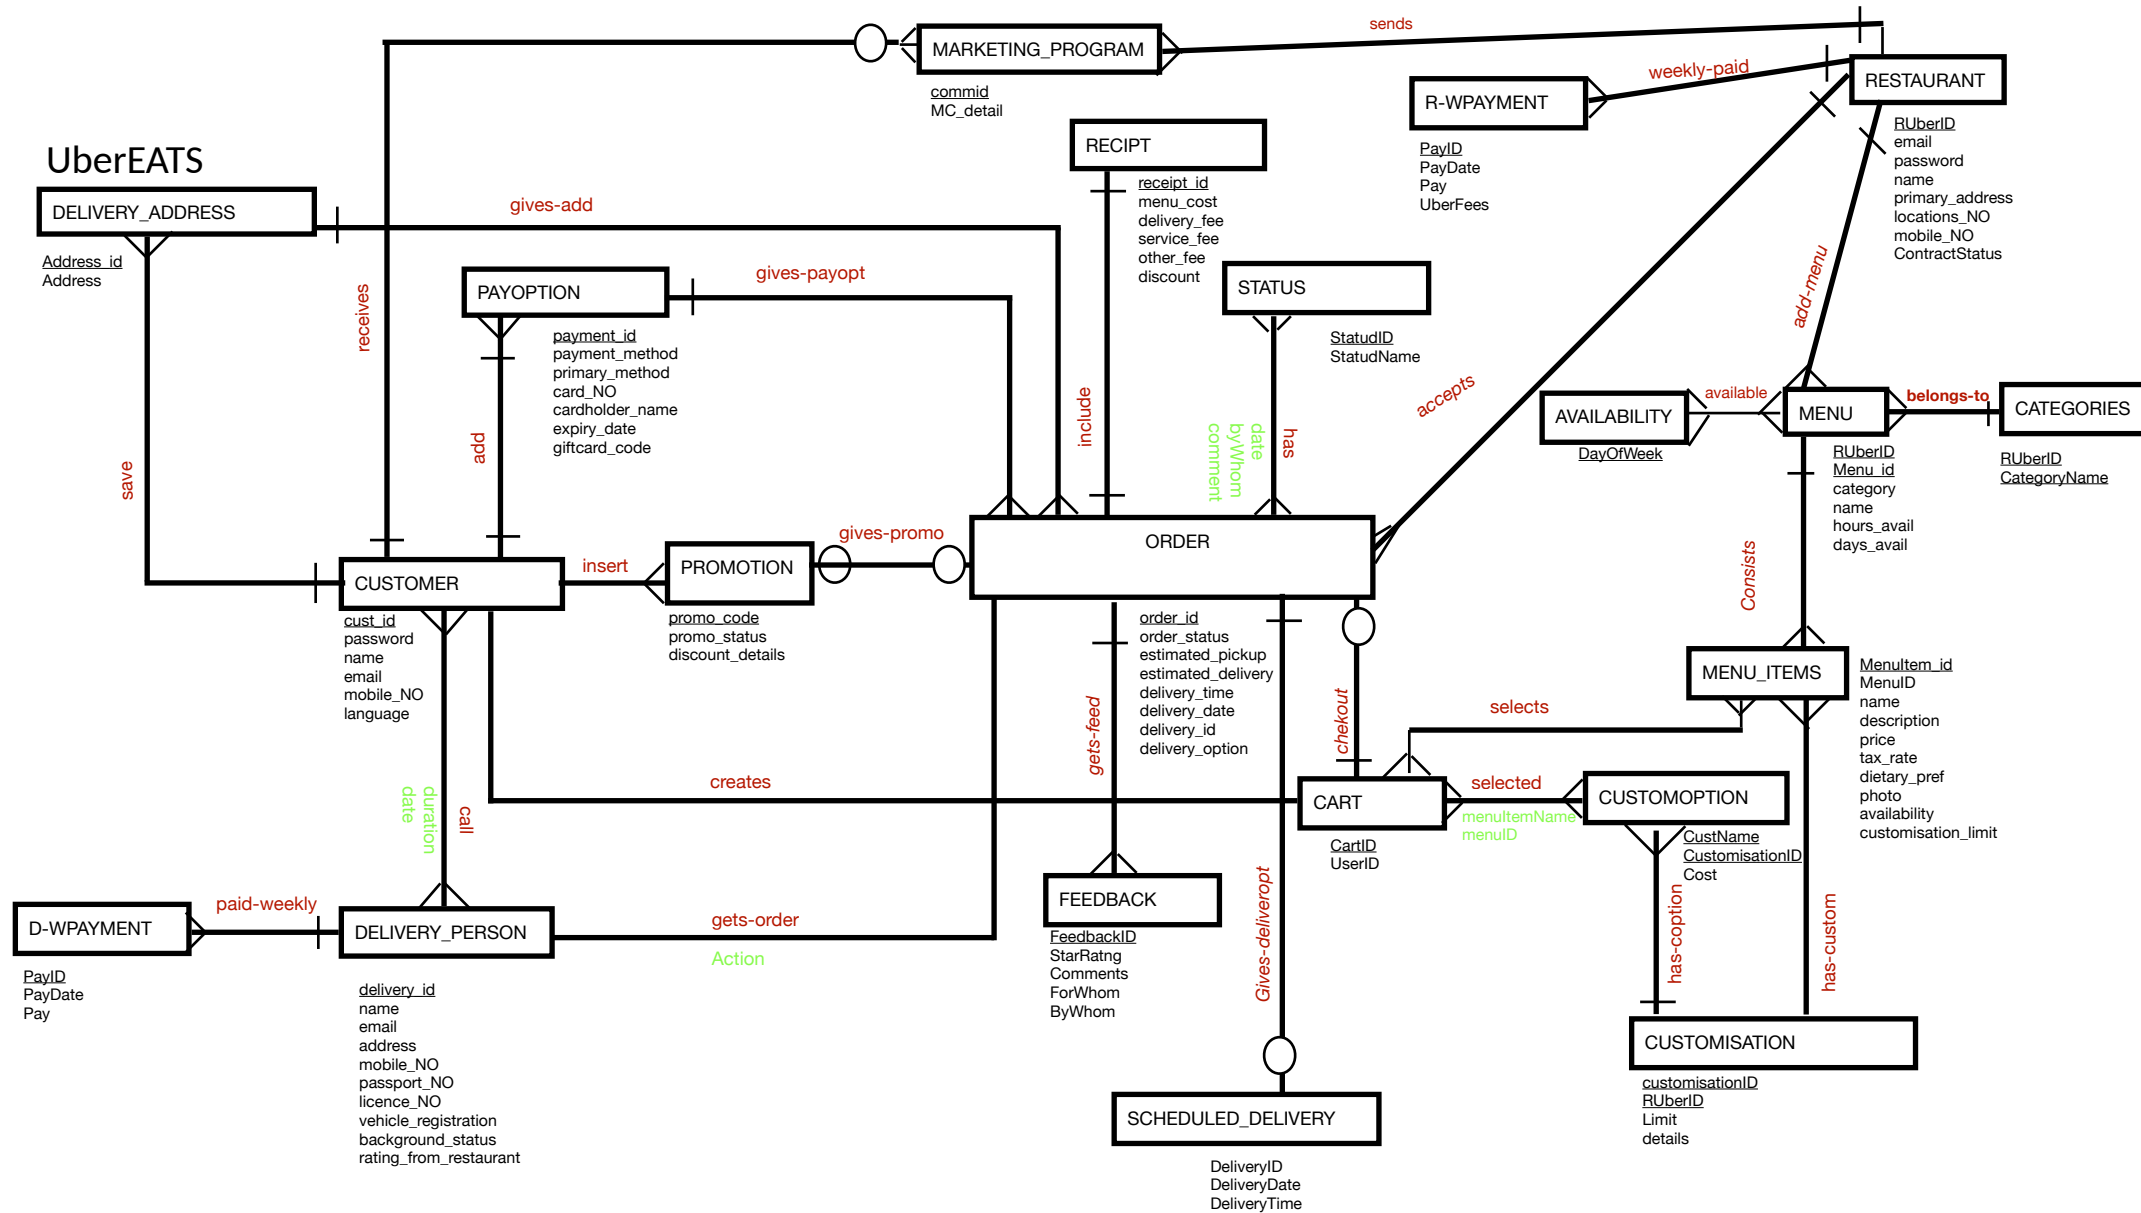 sends
MARKETING_PROGRAM
commid
MC_detail
weekly-paid
RESTAURANT
RUberID
email
password
name
primary_address
locations_NO
mobile_NO
ContractStatus
R-WPAYMENT
PayID
PayDate
Pay
UberFees
RECIPT
receipt_id
menu_cost
delivery_fee
service_fee
other_fee
discount
UberEATS
DELIVERY_ADDRESS
Address_id
Address
gives-add
receives
PAYOPTION
payment_id
payment_method
primary_method
card_NO
cardholder_name
expiry_date
giftcard_code
gives-payopt
STATUS
StatudID
StatudName
add-menu
accepts
include
has
date
byWhom
comment
AVAILABILITY
DayOfWeek
available
MENU
RUberID
Menu_id
category
name
hours_avail
days_avail
belongs-to
CATEGORIES
RUberID
CategoryName
save
add
CUSTOMER
cust_id
password
name
email
mobile_NO
language
insert
PROMOTION
promo_code
promo_status
discount_details
gives-promo
ORDER
order_id
order_status
estimated_pickup
estimated_delivery
delivery_time
delivery_date
delivery_id
delivery_option
Consists
MENU_ITEMS
MenuItem_id
MenuID
name
description
price
tax_rate
dietary_pref
photo
availability
customisation_limit
gets-feed
chekout
selects
creates
call
duration
date
CART
CartID
UserID
selected
menuItemName
menuID
CUSTOMOPTION
CustName
CustomisationID
Cost
has-coption
has-custom
D-WPAYMENT
PayID
PayDate
Pay
paid-weekly
DELIVERY_PERSON
delivery_id
name
email
address
mobile_NO
passport_NO
licence_NO
vehicle_registration
background_status
rating_from_restaurant
gets-order
Action
FEEDBACK
FeedbackID
StarRatng
Comments
ForWhom
ByWhom
Gives-deliveropt
CUSTOMISATION
customisationID
RUberID
Limit
details
SCHEDULED_DELIVERY
DeliveryID
DeliveryDate
DeliveryTime